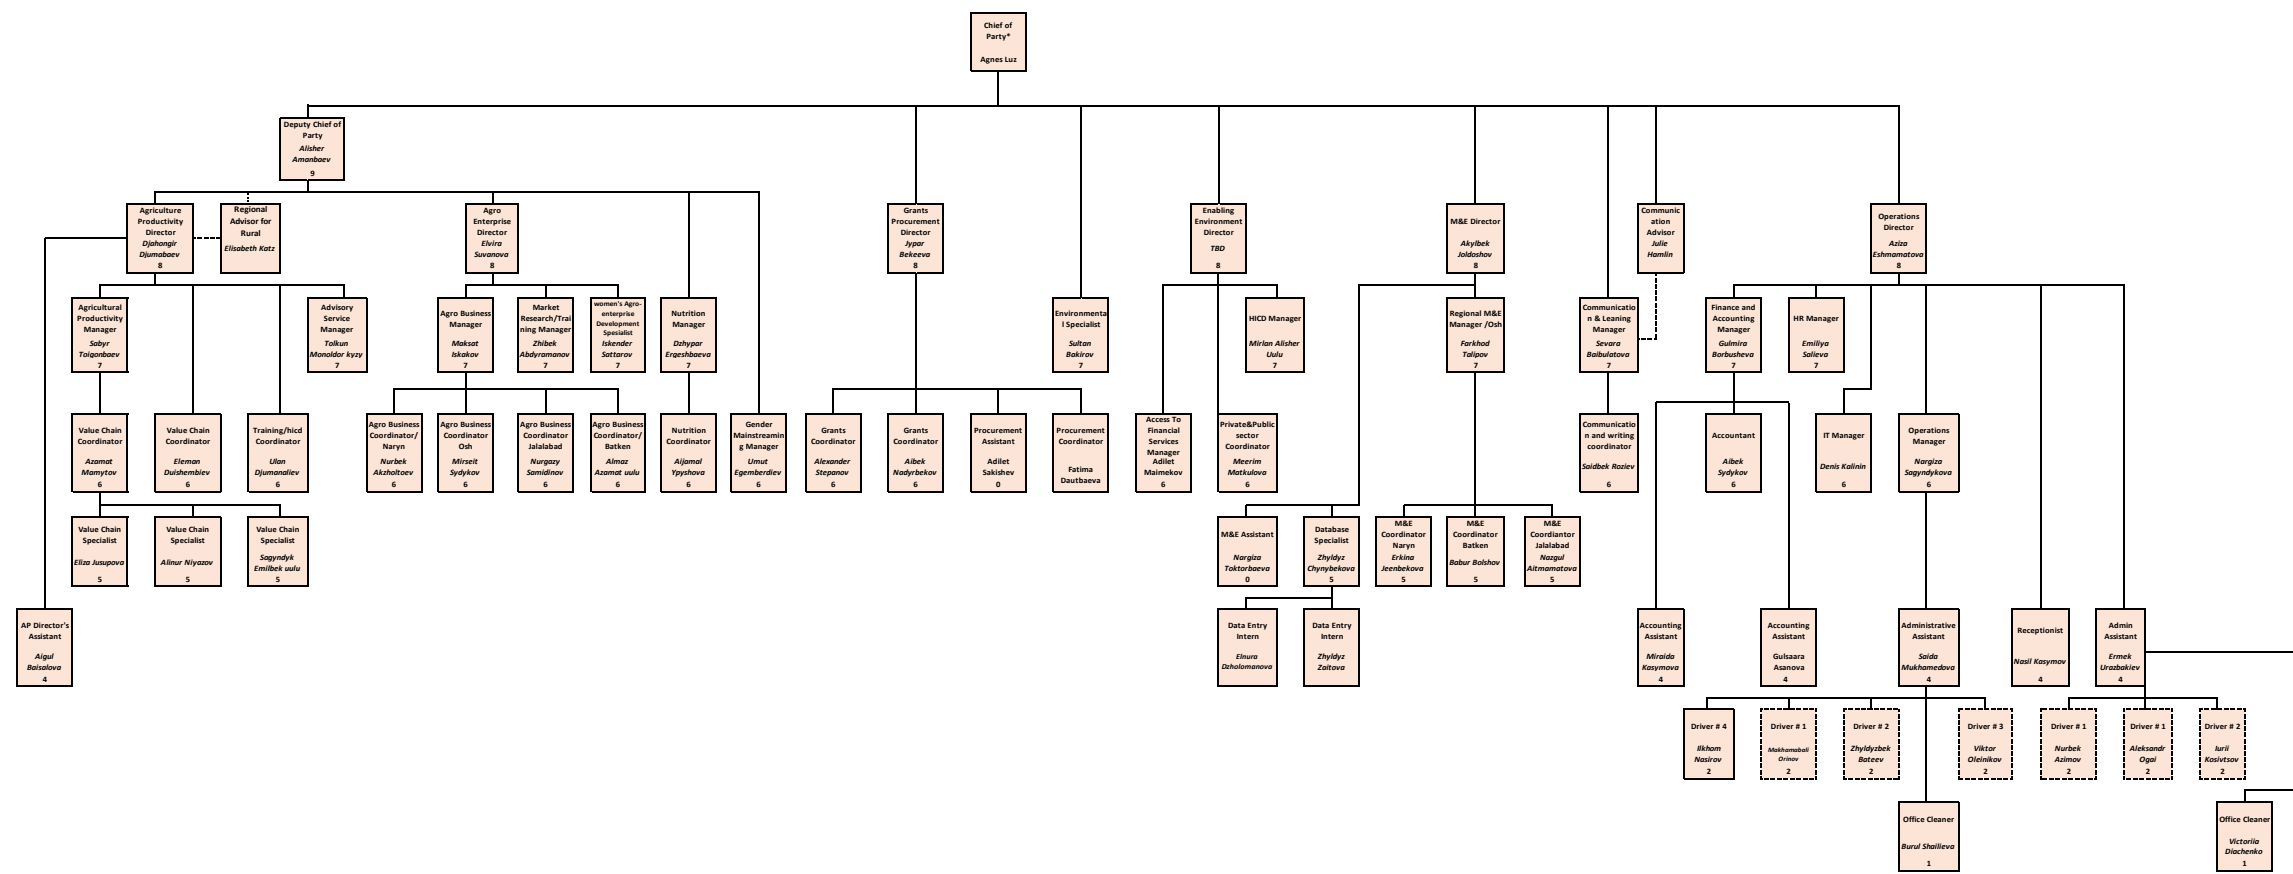 Chief of
Party*
Agnes Luz
Deputy Chief of
Party
Alisher
Amanbaev
9
Agriculture
Productivity
Director
Djahongir
Djumabaev
8
Regional
Advisor for
Rural
Elisabeth Katz
Agro
Enterprise
Director
Elvira
Suvanova
8
Grants
Procurement
Director
Jypar
Bekeeva
8
Enabling
Environment
Director
TBD
8
M&E Director
Akylbek
Joldoshov
8
Communic
ation
Advisor
Julie
Hamlin
Operations
Director
Aziza
Eshmamatova
8
Agricultural
Productivity
Manager
Sabyr
Toigonbaev
7
Advisory
Service
Manager
Tolkun
Monoldor kyzy
7
Agro Business
Manager
Maksat
Iskakov
7
Market
Research/Trai
ning Manager
Zhibek
Abdyramanov
7
women's Agro-
enterprise
Development
Spesialist
Iskender
Sattarov
7
Nutrition
Manager
Dzhypar
Ergeshbaeva
7
Environmenta
l Specialist
Sultan
Bakirov
7
HICD Manager
Mirlan Alisher
Uulu
7
Regional M&E
Manager /Osh
Farkhod
Talipov
7
Communicatio
n & Leaning
Manager
Sevara
Baibulatova
7
Finance and
Accounting
Manager
Gulmira
Borbusheva
7
HR Manager
Emiliya
Salieva
7
Value Chain
Coordinator
Azamat
Mamytov
6
Value Chain
Coordinator
Eleman
Duishembiev
6
Training/hicd
Coordinator
Ulan
Djumanaliev
6
Agro Business
Coordinator/
Naryn
Nurbek
Akzholtoev
6
Agro Business
Coordinator
Osh
Mirseit
Sydykov
6
Agro Business
Coordinator
Jalalabad
Nurgazy
Samidinov
6
Agro Business
Coordinator/
Batken
Almaz
Azamat uulu
6
Nutrition
Coordinator
Aijamal
Ypyshova
6
Gender
Mainstreamin
g Manager
Umut
Egemberdiev
6
Grants
Coordinator
Alexander
Stepanov
6
Grants
Coordinator
Aibek
Nadyrbekov
6
Procurement
Assistant
Adilet
Sakishev
0
Procurement
Coordinator
Fatima
Dautbaeva
Access To
Financial
Services
Manager
Adilet
Maimekov
6
Private&Public
sector
Coordinator
Meerim
Matkulova
6
Communicatio
n and writing
coordinator
Saidbek Roziev
6
Accountant
Aibek
Sydykov
6
IT Manager
Denis Kalinin
6
Operations
Manager
Nargiza
Sagyndykova
6
Value Chain
Specialist
Eliza Jusupova
5
Value Chain
Specialist
Alinur Niyazov
5
Value Chain
Specialist
Sagyndyk
Emilbek uulu
5
M&E Assistant
Nargiza
Toktorbaeva
0
Database
Specialist
Zhyldyz
Chynybekova
5
M&E
Coordinator
Naryn
Erkina
Jeenbekova
5
M&E
Coordinator
Batken
Babur Bolshov
5
M&E
Coordiantor
Jalalabad
Nazgul
Aitmamatova
5
AP Director's
Assistant
Aigul
Baisalova
4
Data Entry
Intern
Elnura
Dzholomanova
Data Entry
Intern
Zhyldyz
Zaitova
Accounting
Assistant
Miraida
Kasymova
4
Accounting
Assistant
Gulsaara
Asanova
4
Administrative
Assistant
Saida
Mukhamedova
4
Receptionist
Nasil Kasymov
4
Admin
Assistant
Ermek
Urazbakiev
4
Driver # 4
Ilkhom
Nasirov
2
Driver # 1
Makhamabali
Orinov
2
Driver # 2
Zhyldyzbek
Bateev
2
Driver # 3
Viktor
Oleinikov
2
Driver # 1
Nurbek
Azimov
2
Driver # 1
Aleksandr
Ogai
2
Driver # 2
Iurii
Kosivtsov
2
Office Cleaner
Burul Shailieva
1
Office Cleaner
Victoriia
Diachenko
1